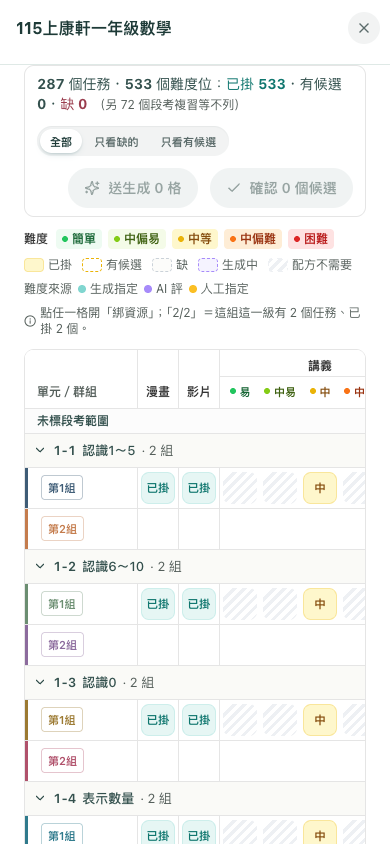 115上康軒一年級數學
287 個任務・533 個難度位：已掛 533・有候選
0・缺 0 （另 72 個段考複習等不列）
全部 只看缺的 只看有候選
送生成 0 格 確認 0 個候選
難度 簡單 中偏易 中等 中偏難 困難
已掛 有候選 缺 生成中 配方不需要
難度來源 生成指定 AI 評 人工指定
點任一格開「綁資源」；「2/2」＝這組這一級有 2 個任務、已
掛 2 個。
講義
單元 / 群組 漫畫 影片 易 中易 中 中
未標段考範圍
1-1 認識1～5 · 2 組
第1組 已掛 已掛 中
第2組
1-2 認識6～10 · 2 組
第1組 已掛 已掛 中
第2組
1-3 認識0 · 2 組
第1組 已掛 已掛 中
第2組
1-4 表示數量 · 2 組
第1組 已掛 已掛 中